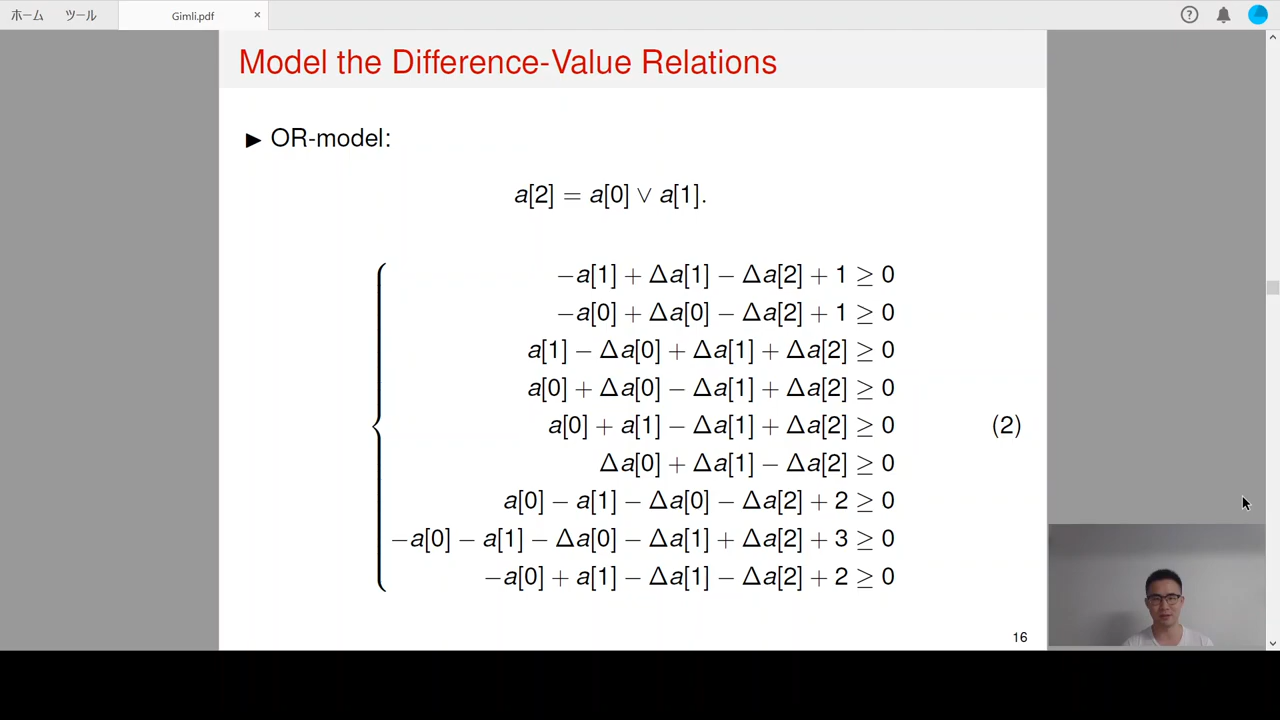 ホーム ツール Gimli.pdf ×
Model the Difference-Value Relations
▶ OR-model:
a[2] = a[0] ∨ a[1].
−a[1] + Δa[1] − Δa[2] + 1 ≥ 0
−a[0] + Δa[0] − Δa[2] + 1 ≥ 0
a[1] − Δa[0] + Δa[1] + Δa[2] ≥ 0
a[0] + Δa[0] − Δa[1] + Δa[2] ≥ 0
a[0] + a[1] − Δa[1] + Δa[2] ≥ 0
Δa[0] + Δa[1] − Δa[2] ≥ 0
a[0] − a[1] − Δa[0] − Δa[2] + 2 ≥ 0
−a[0] − a[1] − Δa[0] − Δa[1] + Δa[2] + 3 ≥ 0
−a[0] + a[1] − Δa[1] − Δa[2] + 2 ≥ 0
(2)
16